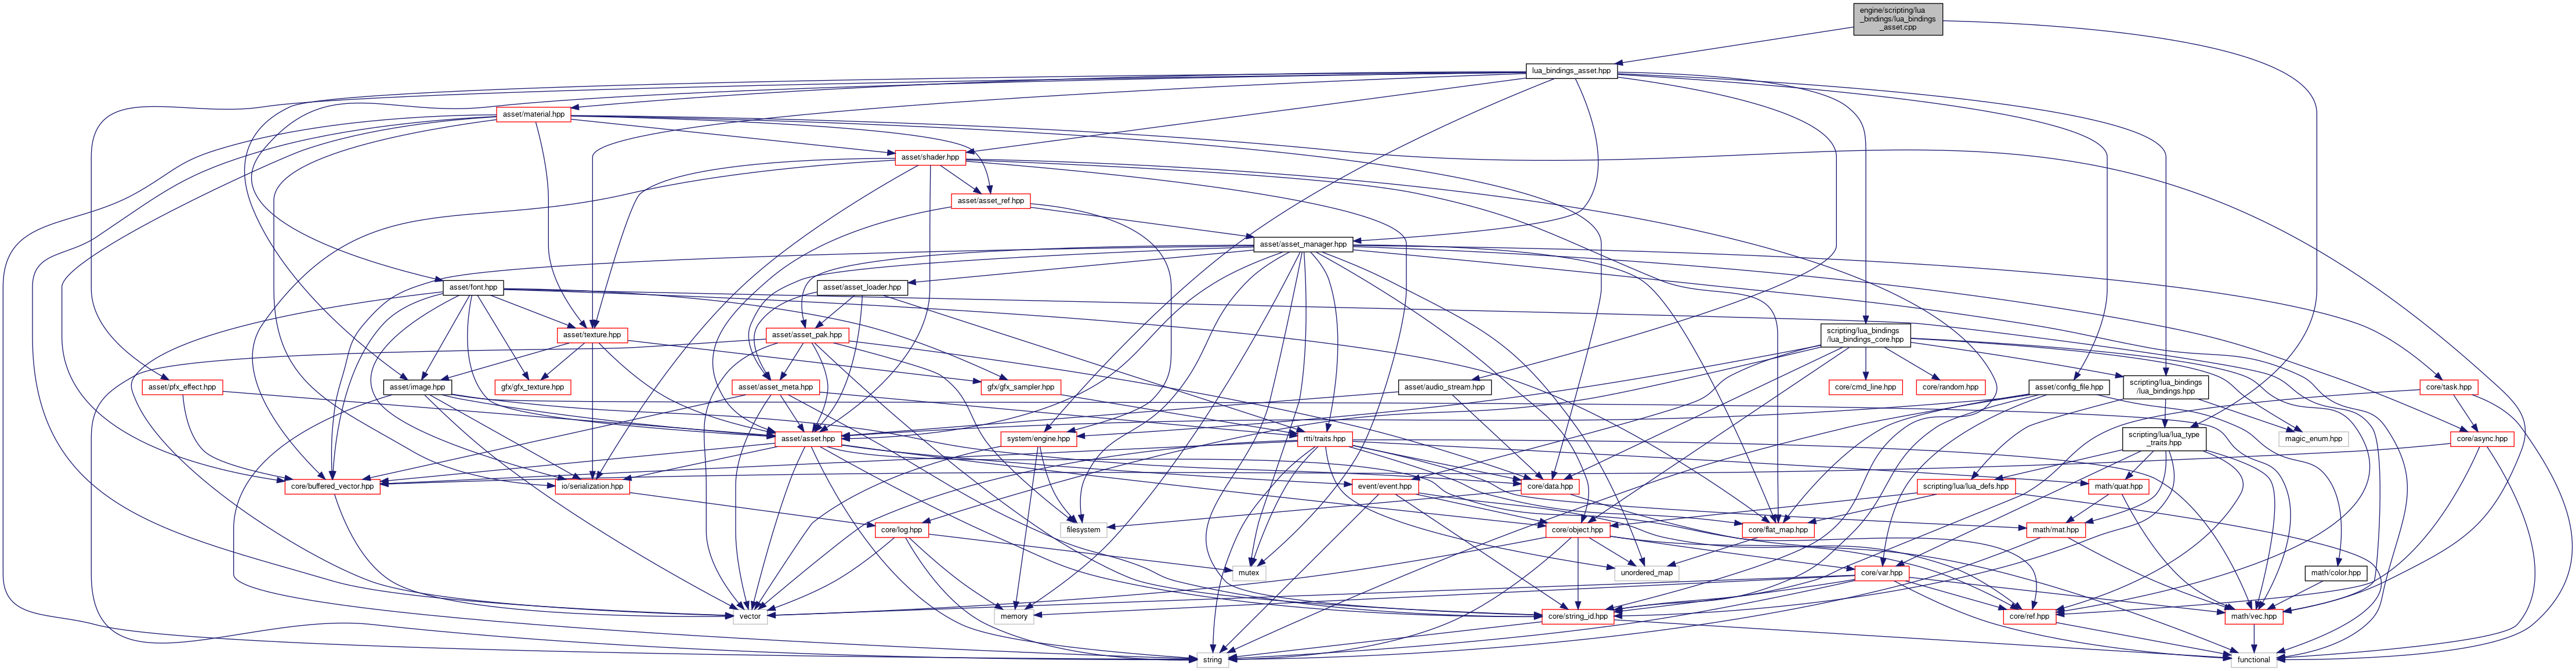 engine/scripting/lua
_bindings/lua_bindings
_asset.cpp
lua_bindings_asset.hpp
asset/material.hpp
asset/shader.hpp
asset/asset_ref.hpp
asset/asset_manager.hpp
asset/font.hpp
asset/asset_loader.hpp
asset/texture.hpp
asset/asset_pak.hpp
scripting/lua_bindings
/lua_bindings_core.hpp
asset/pfx_effect.hpp
asset/image.hpp
gfx/gfx_texture.hpp
asset/asset_meta.hpp
gfx/gfx_sampler.hpp
asset/audio_stream.hpp
core/cmd_line.hpp
core/random.hpp
asset/config_file.hpp
scripting/lua_bindings
/lua_bindings.hpp
core/task.hpp
asset/asset.hpp
system/engine.hpp
rtti/traits.hpp
scripting/lua/lua_type
_traits.hpp
magic_enum.hpp
core/async.hpp
core/buffered_vector.hpp
io/serialization.hpp
event/event.hpp
core/data.hpp
scripting/lua/lua_defs.hpp
math/quat.hpp
core/log.hpp
filesystem
core/object.hpp
core/flat_map.hpp
math/mat.hpp
mutex
unordered_map
core/var.hpp
math/color.hpp
vector
memory
core/string_id.hpp
core/ref.hpp
math/vec.hpp
string
functional